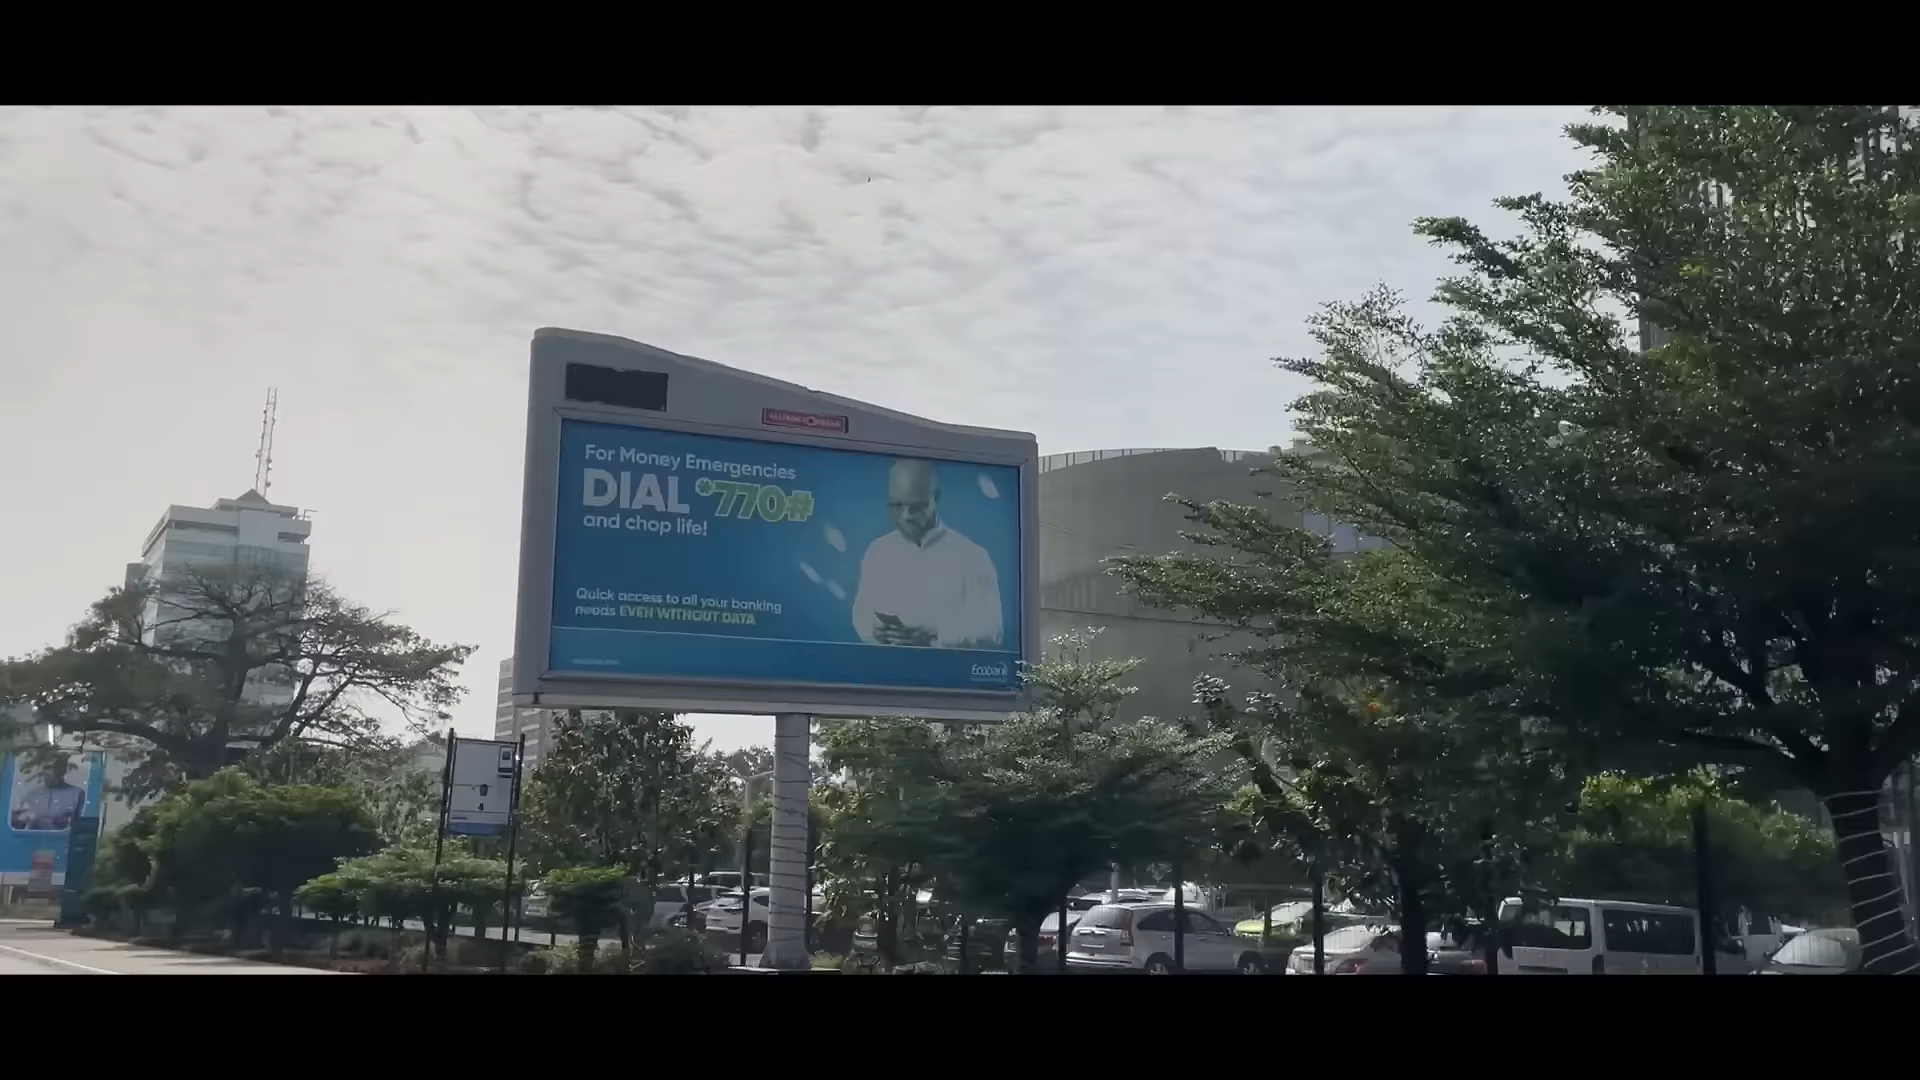 For Money Emergencies
DIAL *770#
and chop life!
Quick access to all your banking
needs EVEN WITHOUT DATA
Ecobank